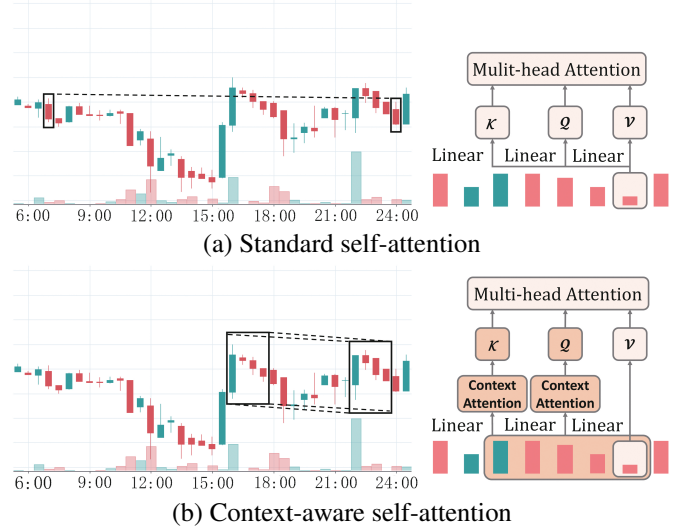 Mulit-head Attention
K Q V
Linear Linear Linear
6:00 9:00 12:00 15:00 18:00 21:00 24:00
(a) Standard self-attention
Multi-head Attention
K Q V
Context Attention Context Attention
Linear Linear Linear
6:00 9:00 12:00 15:00 18:00 21:00 24:00
(b) Context-aware self-attention